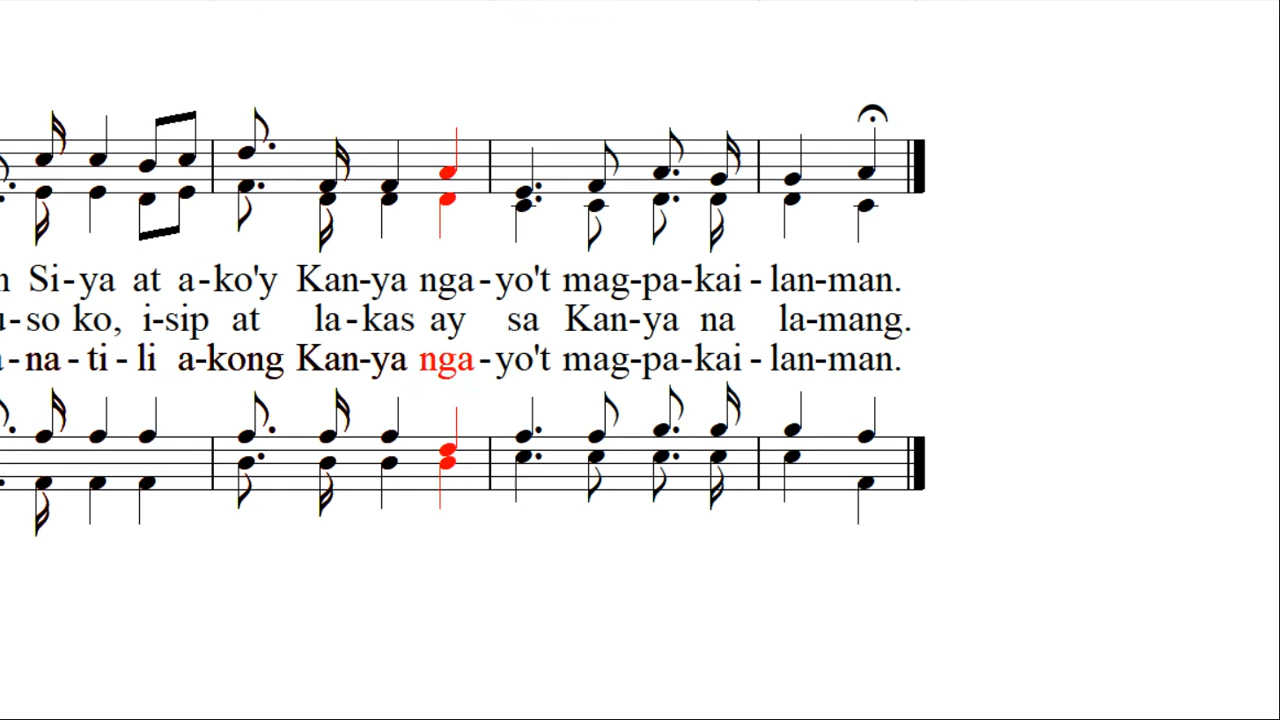 Si-ya at a-ko'y Kan-ya nga-yo't mag-pa-kai-lan-man.
-so ko, i-sip at la-kas ay sa Kan-ya na la-mang.
-na-ti-li a-kong Kan-ya nga-yo't mag-pa-kai-lan-man.